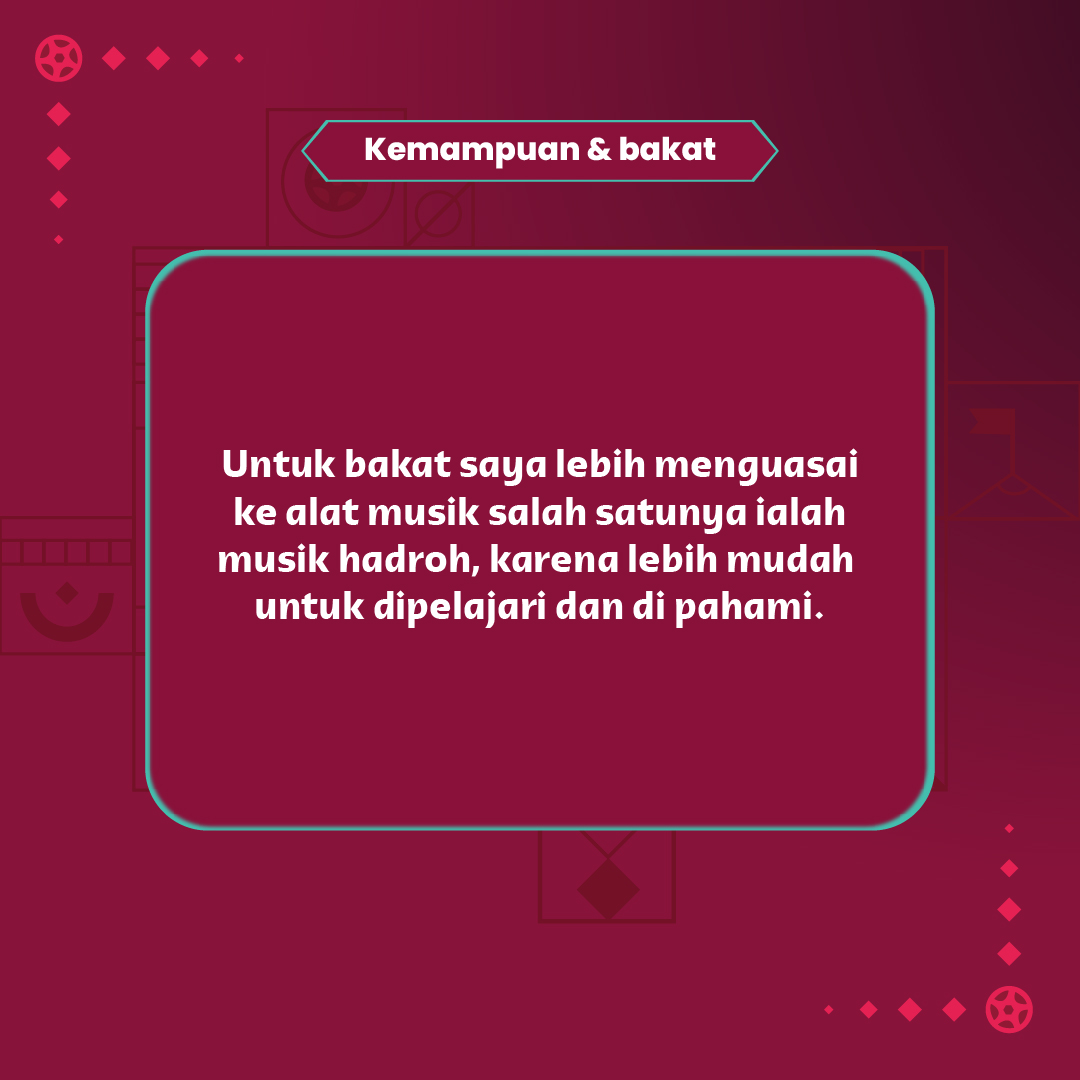 Kemampuan & bakat
Untuk bakat saya lebih menguasai
ke alat musik salah satunya ialah
musik hadroh, karena lebih mudah
untuk dipelajari dan di pahami.